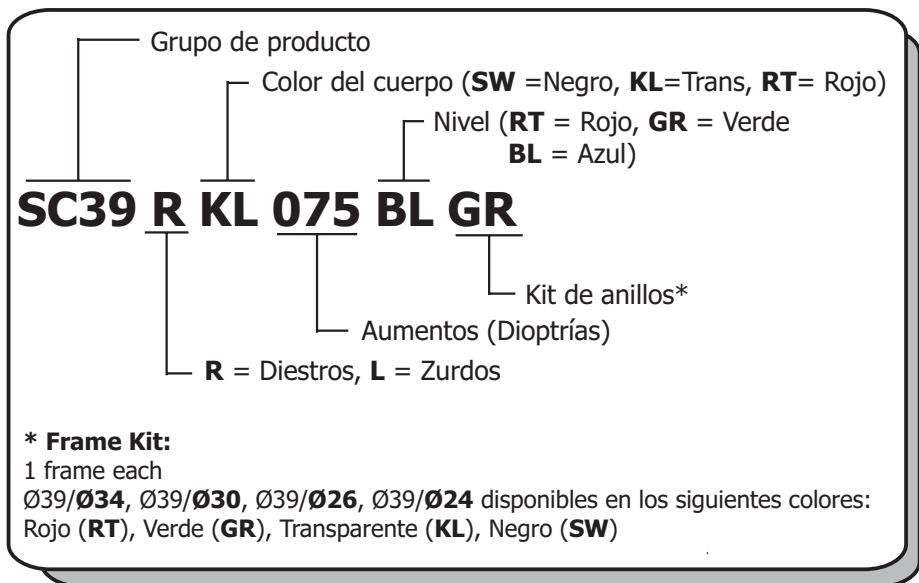 Grupo de producto
Color del cuerpo (SW =Negro, KL=Trans, RT= Rojo)
Nivel (RT = Rojo, GR = Verde
BL = Azul)
SC39 R KL 075 BL GR
Kit de anillos*
Aumentos (Dioptrías)
R = Diestros, L = Zurdos
* Frame Kit:
1 frame each
Ø39/Ø34, Ø39/Ø30, Ø39/Ø26, Ø39/Ø24 disponibles en los siguientes colores:
Rojo (RT), Verde (GR), Transparente (KL), Negro (SW)